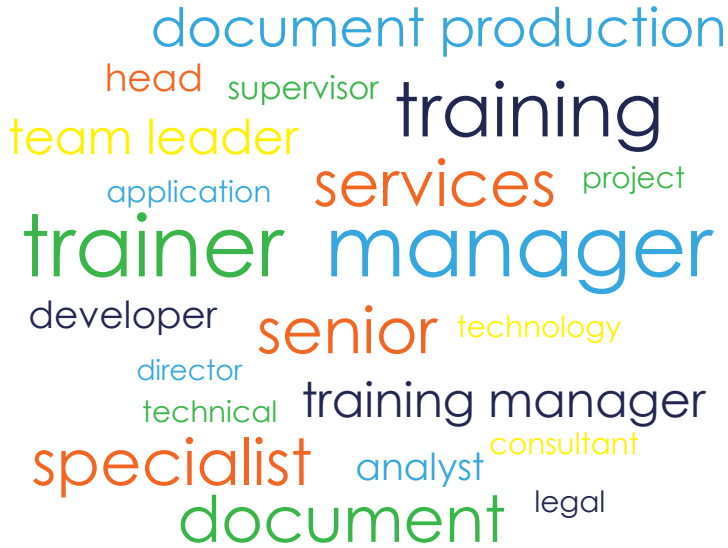 document production
head
supervisor
training
team leader
services
project
application
trainer
manager
developer
senior
technology
director
training manager
technical
specialist
consultant
analyst
legal
document